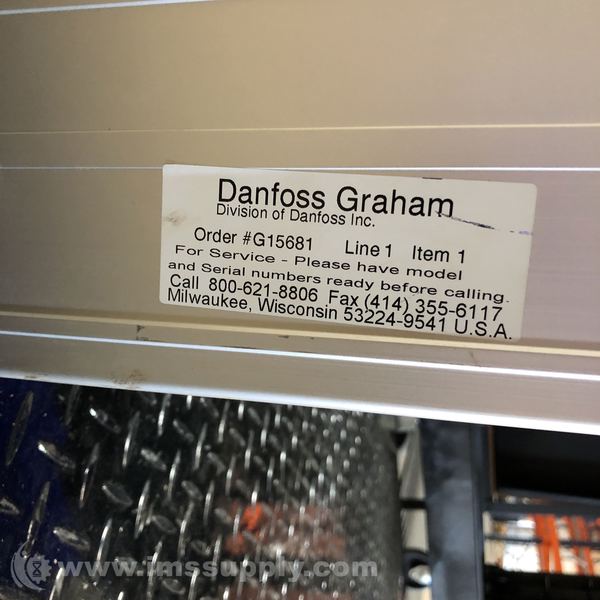 Danfoss Graham
Division of Danfoss Inc.
Order #G15681 Line 1 Item 1
For Service - Please have model
and Serial numbers ready before calling.
Call 800-621-8806 Fax (414) 355-6117
Milwaukee, Wisconsin 53224-9541 U.S.A.
www.imssupply.com